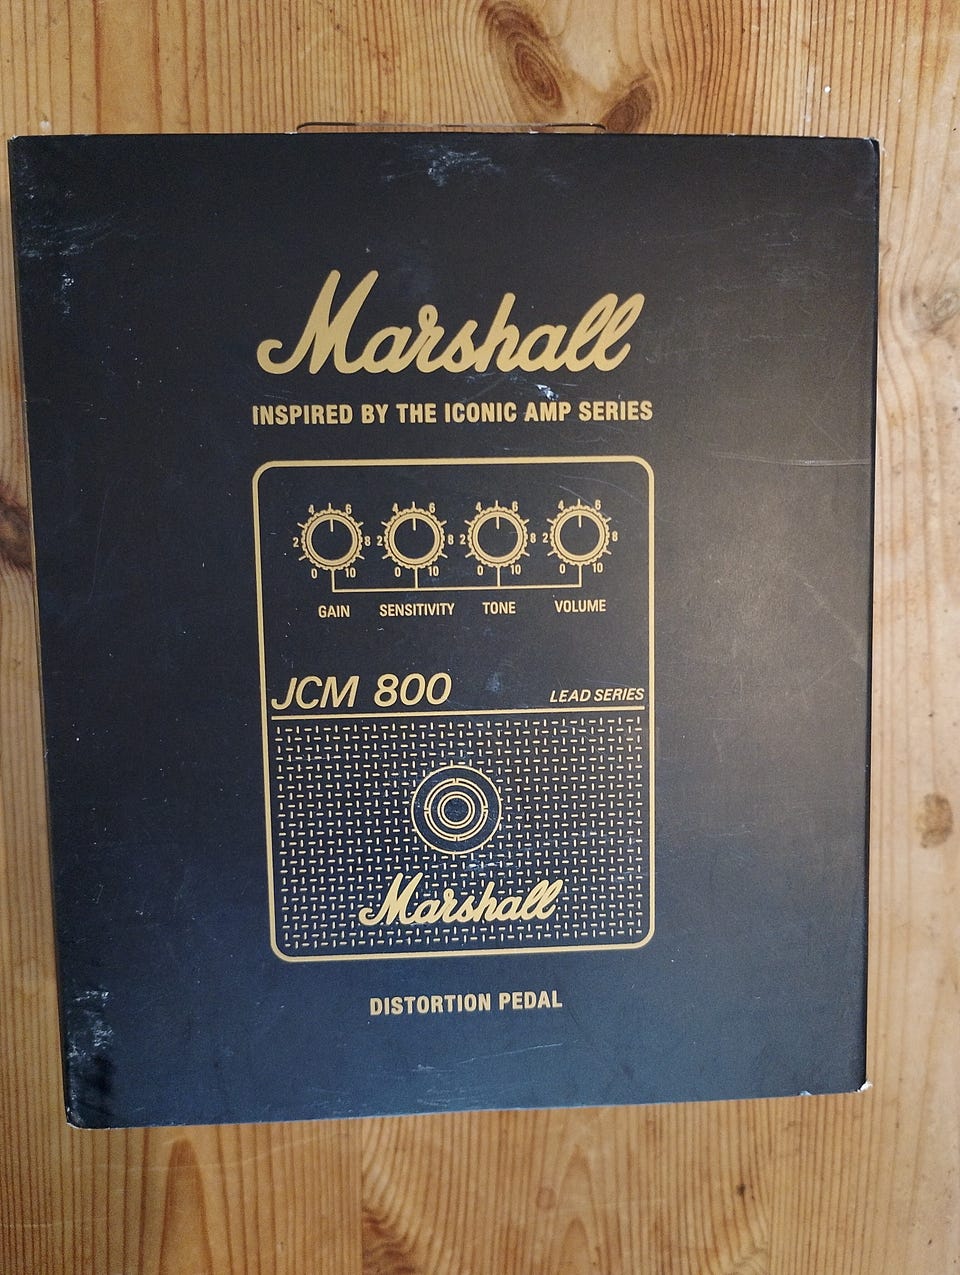 Marshall
INSPIRED BY THE ICONIC AMP SERIES
4 6 4 6 4 6 4 6
2 8 2 8 2 8 2 8
0 10 0 10 0 10 0 10
GAIN SENSITIVITY TONE VOLUME
JCM 800 LEAD SERIES
Marshall
DISTORTION PEDAL